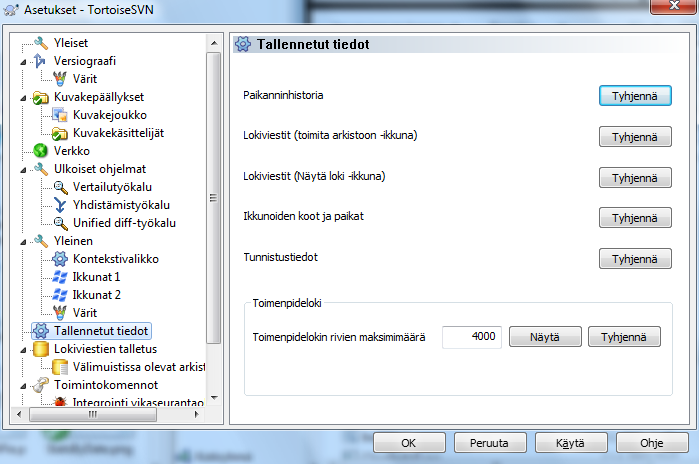 Asetukset - TortoiseSVN
Yleiset
Versiograafi
Värit
Kuvakepäällykset
Kuvakejoukko
Kuvakekäsittelijät
Verkko
Ulkoiset ohjelmat
Vertailutyökalu
Yhdistämistyökalu
Unified diff-työkalu
Yleinen
Kontekstivalikko
Ikkunat 1
Ikkunat 2
Värit
Tallennetut tiedot
Lokiviestien talletus
Välimuistissa olevat arkist
Toimintokomennot
Integrointi vikaseurantao
Tallennetut tiedot
Paikanninhistoria Tyhjennä
Lokiviestit (toimita arkistoon -ikkuna) Tyhjennä
Lokiviestit (Näytä loki -ikkuna) Tyhjennä
Ikkunoiden koot ja paikat Tyhjennä
Tunnistustiedot Tyhjennä
Toimenpideloki
Toimenpidelokin rivien maksimimäärä 4000 Näytä Tyhjennä
OK Peruuta Käytä Ohje